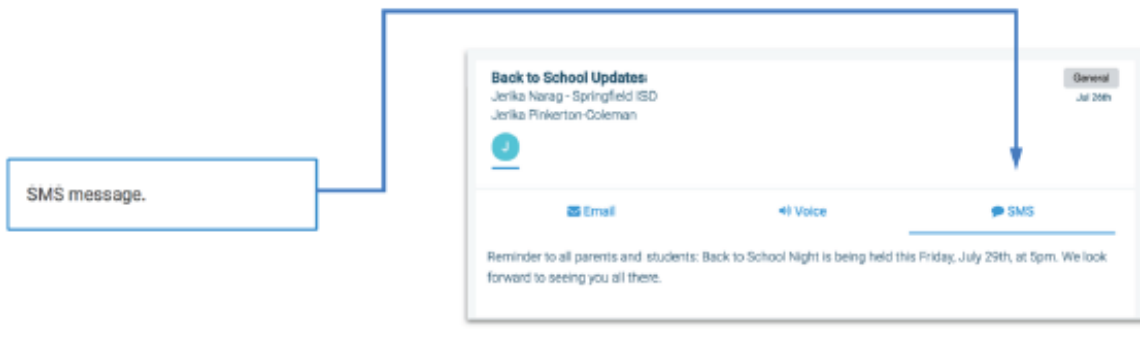 SMS message.
Back to School Updates
General
Jerika Narag - Springfield ISD
Jul 26th
Jerika Pinkerton-Coleman
J
Email
Voice
SMS
Reminder to all parents and students: Back to School Night is being held this Friday, July 29th, at 5pm. We look
forward to seeing you all there.